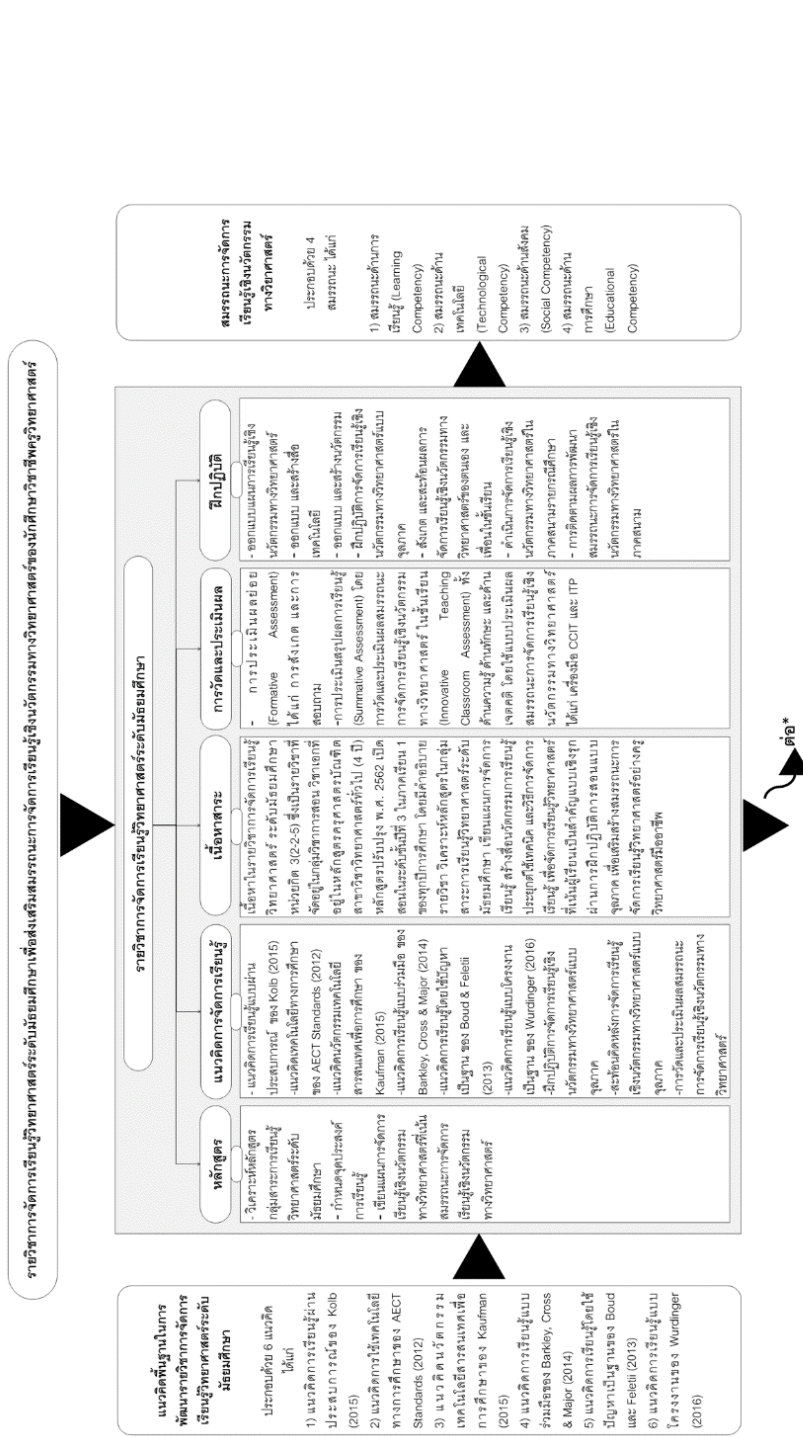 รายวิชาการจัดการเรียนรู้วิทยาศาสตร์ระดับมัธยมศึกษาเพื่อส่งเสริมสมรรถนะการจัดการเรียนรู้เชิงนวัตกรรมทางวิทยาศาสตร์ของนักศึกษาวิชาชีพครูวิทยาศาสตร์
แนวคิดพื้นฐานในการ
พัฒนารายวิชาการจัดการ
เรียนรู้วิทยาศาสตร์ระดับ
มัธยมศึกษา
ประกอบด้วย 6 แนวคิด
ได้แก่
1) แนวคิดการเรียนรู้ผ่าน
ประสบการณ์ของ Kolb
(2015)
2) แนวคิดการใช้เทคโนโลยี
ทางการศึกษาของ AECT
Standards (2012)
3) แนวคิดนวัตกรรม
เทคโนโลยีสารสนเทศเพื่อ
การศึกษาของ Kaufman
(2015)
4) แนวคิดการเรียนรู้แบบ
ร่วมมือของ Barkley, Cross
& Major (2014)
5) แนวคิดการเรียนรู้โดยใช้
ปัญหาเป็นฐานของ Boud
และ Feletii (2013)
6) แนวคิดการเรียนรู้แบบ
โครงงานของ Wurdinger
(2016)
รายวิชาการจัดการเรียนรู้วิทยาศาสตร์ระดับมัธยมศึกษา
หลักสูตร
- วิเคราะห์หลักสูตร
กลุ่มสาระการเรียนรู้
วิทยาศาสตร์ระดับ
มัธยมศึกษา
- กำหนดจุดประสงค์
การเรียนรู้
- เขียนแผนการจัดการ
เรียนรู้เชิงนวัตกรรม
ทางวิทยาศาสตร์ที่เน้น
สมรรถนะการจัดการ
เรียนรู้เชิงนวัตกรรม
ทางวิทยาศาสตร์
แนวคิดการจัดการเรียนรู้
- แนวคิดการเรียนรู้แบบผ่าน
ประสบการณ์ ของ Kolb (2015)
-แนวคิดเทคโนโลยีทางการศึกษา
ของ AECT Standards (2012)
-แนวคิดนวัตกรรมเทคโนโลยี
สารสนเทศเพื่อการศึกษา ของ
Kaufman (2015)
-แนวคิดการเรียนรู้แบบร่วมมือ ของ
Barkley, Cross & Major (2014)
-แนวคิดการเรียนรู้โดยใช้ปัญหา
เป็นฐาน ของ Boud & Feletii
(2013)
-แนวคิดการเรียนรู้แบบโครงงาน
เป็นฐาน ของ Wurdinger (2016)
-ฝึกปฏิบัติการจัดการเรียนรู้เชิง
นวัตกรรมทางวิทยาศาสตร์แบบ
จุลภาค
-สะท้อนคิดหลังการจัดการเรียนรู้
เชิงนวัตกรรมทางวิทยาศาสตร์แบบ
จุลภาค
-การวัดและประเมินผลสมรรถนะ
การจัดการเรียนรู้เชิงนวัตกรรมทาง
วิทยาศาสตร์
เนื้อหาสาระ
เนื้อหาในรายวิชาการจัดการเรียนรู้
วิทยาศาสตร์ ระดับมัธยมศึกษา
หน่วยกิต 3(2-2-5) ซึ่งเป็นรายวิชาที่
จัดอยู่ในกลุ่มวิชาการสอน วิชาเอกที่
อยู่ในหลักสูตรครุศาสตรบัณฑิต
สาขาวิชาวิทยาศาสตร์ทั่วไป (4 ปี)
หลักสูตรปรับปรุง พ.ศ. 2562 เปิด
สอนในระดับชั้นปีที่ 3 ในภาคเรียน 1
ของทุกปีการศึกษา โดยมีคำอธิบาย
รายวิชา วิเคราะห์หลักสูตรในกลุ่ม
สาระการเรียนรู้วิทยาศาสตร์ระดับ
มัธยมศึกษา เขียนแผนการจัดการ
เรียนรู้ สร้างสื่อนวัตกรรมการเรียนรู้
ประยุกต์ใช้เทคนิค และวิธีการจัดการ
เรียนรู้ เพื่อจัดการเรียนรู้วิทยาศาสตร์
ที่เน้นผู้เรียนเป็นสำคัญแบบเชิงรุก
ผ่านการฝึกปฏิบัติการสอนแบบ
จุลภาค เพื่อเสริมสร้างสมรรถนะการ
จัดการเรียนรู้วิทยาศาสตร์อย่างครู
วิทยาศาสตร์มืออาชีพ
การวัดและประเมินผล
- การประเมินผลย่อย
(Formative Assessment)
ได้แก่ การสังเกต และการ
สอบถาม
-การประเมินสรุปผลการเรียนรู้
(Summative Assessment) โดย
การวัดและประเมินผลสมรรถนะ
การจัดการเรียนรู้เชิงนวัตกรรม
ทางวิทยาศาสตร์ ในชั้นเรียน
(Innovative Teaching
Classroom Assessment) ทั้ง
ด้านความรู้ ด้านทักษะ และด้าน
เจตคติ โดยใช้แบบประเมินผล
สมรรถนะการจัดการเรียนรู้เชิง
นวัตกรรมทางวิทยาศาสตร์
ได้แก่ เครื่องมือ CCIT และ ITP
ฝึกปฏิบัติ
- ออกแบบแผนการเรียนรู้เชิง
นวัตกรรมทางวิทยาศาสตร์
- ออกแบบ และสร้างสื่อ
เทคโนโลยี
- ออกแบบ และสร้างนวัตกรรม
- ฝึกปฏิบัติการจัดการเรียนรู้เชิง
นวัตกรรมทางวิทยาศาสตร์แบบ
จุลภาค
- สังเกต และสะท้อนผลการ
จัดการเรียนรู้เชิงนวัตกรรมทาง
วิทยาศาสตร์ของตนเอง และ
เพื่อนในชั้นเรียน
- ดำเนินการจัดการเรียนรู้เชิง
นวัตกรรมทางวิทยาศาสตร์ใน
ภาคสนามรายกรณีศึกษา
- การติดตามผลการพัฒนา
สมรรถนะการจัดการเรียนรู้เชิง
นวัตกรรมทางวิทยาศาสตร์ใน
ภาคสนาม
สมรรถนะการจัดการ
เรียนรู้เชิงนวัตกรรม
ทางวิทยาศาสตร์
ประกอบด้วย 4
สมรรถนะ ได้แก่
1) สมรรถนะด้านการ
เรียนรู้ (Learning
Competency)
2) สมรรถนะด้าน
เทคโนโลยี
(Technological
Competency)
3) สมรรถนะด้านสังคม
(Social Competency)
4) สมรรถนะด้าน
การศึกษา
(Educational
Competency)
ต่อ*